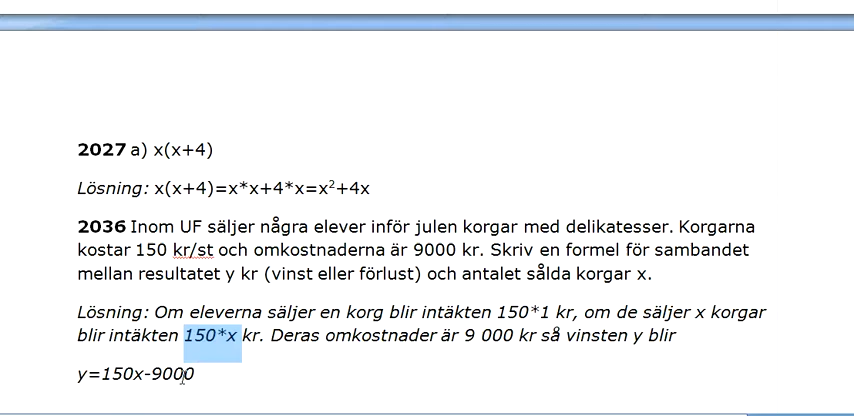 2027 a) x(x+4)
Lösning: x(x+4)=x*x+4*x=x²+4x
2036 Inom UF säljer några elever inför julen korgar med delikatesser. Korgarna
kostar 150 kr/st och omkostnaderna är 9000 kr. Skriv en formel för sambandet
mellan resultatet y kr (vinst eller förlust) och antalet sålda korgar x.
Lösning: Om eleverna säljer en korg blir intäkten 150*1 kr, om de säljer x korgar
blir intäkten 150*x kr. Deras omkostnader är 9 000 kr så vinsten y blir
y=150x-9000